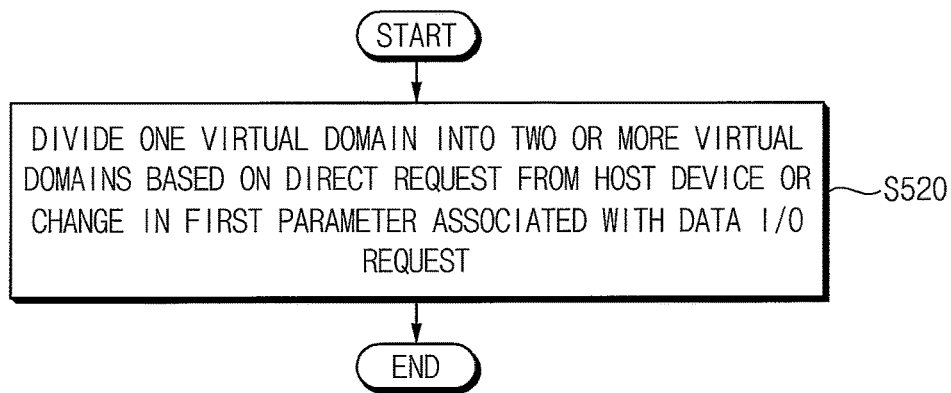 START
DIVIDE ONE VIRTUAL DOMAIN INTO TWO OR MORE VIRTUAL
DOMAINS BASED ON DIRECT REQUEST FROM HOST DEVICE OR
CHANGE IN FIRST PARAMETER ASSOCIATED WITH DATA I/O
REQUEST
S520
END